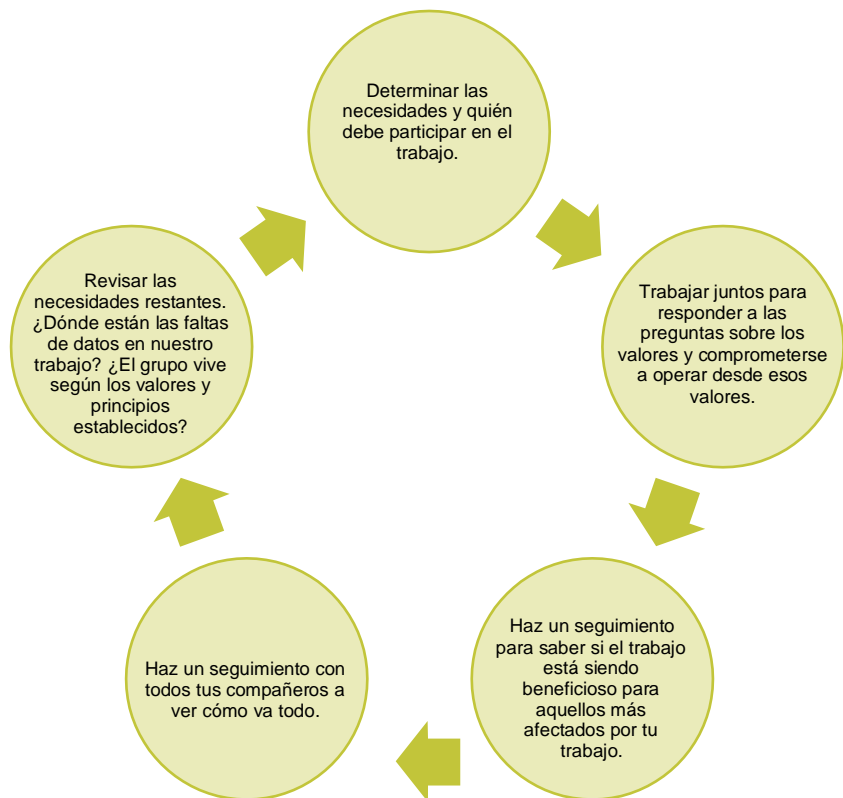 Determinar las
necesidades y quién
debe participar en el
trabajo.
Trabajar juntos para
responder a las
preguntas sobre los
valores y comprometerse
a operar desde esos
valores.
Haz un seguimiento
para saber si el trabajo
está siendo
beneficioso para
aquellos más
afectados por tu
trabajo.
Haz un seguimiento con
todos tus compañeros a
ver cómo va todo.
Revisar las
necesidades restantes.
¿Dónde están las faltas
de datos en nuestro
trabajo? ¿El grupo vive
según los valores y
principios
establecidos?